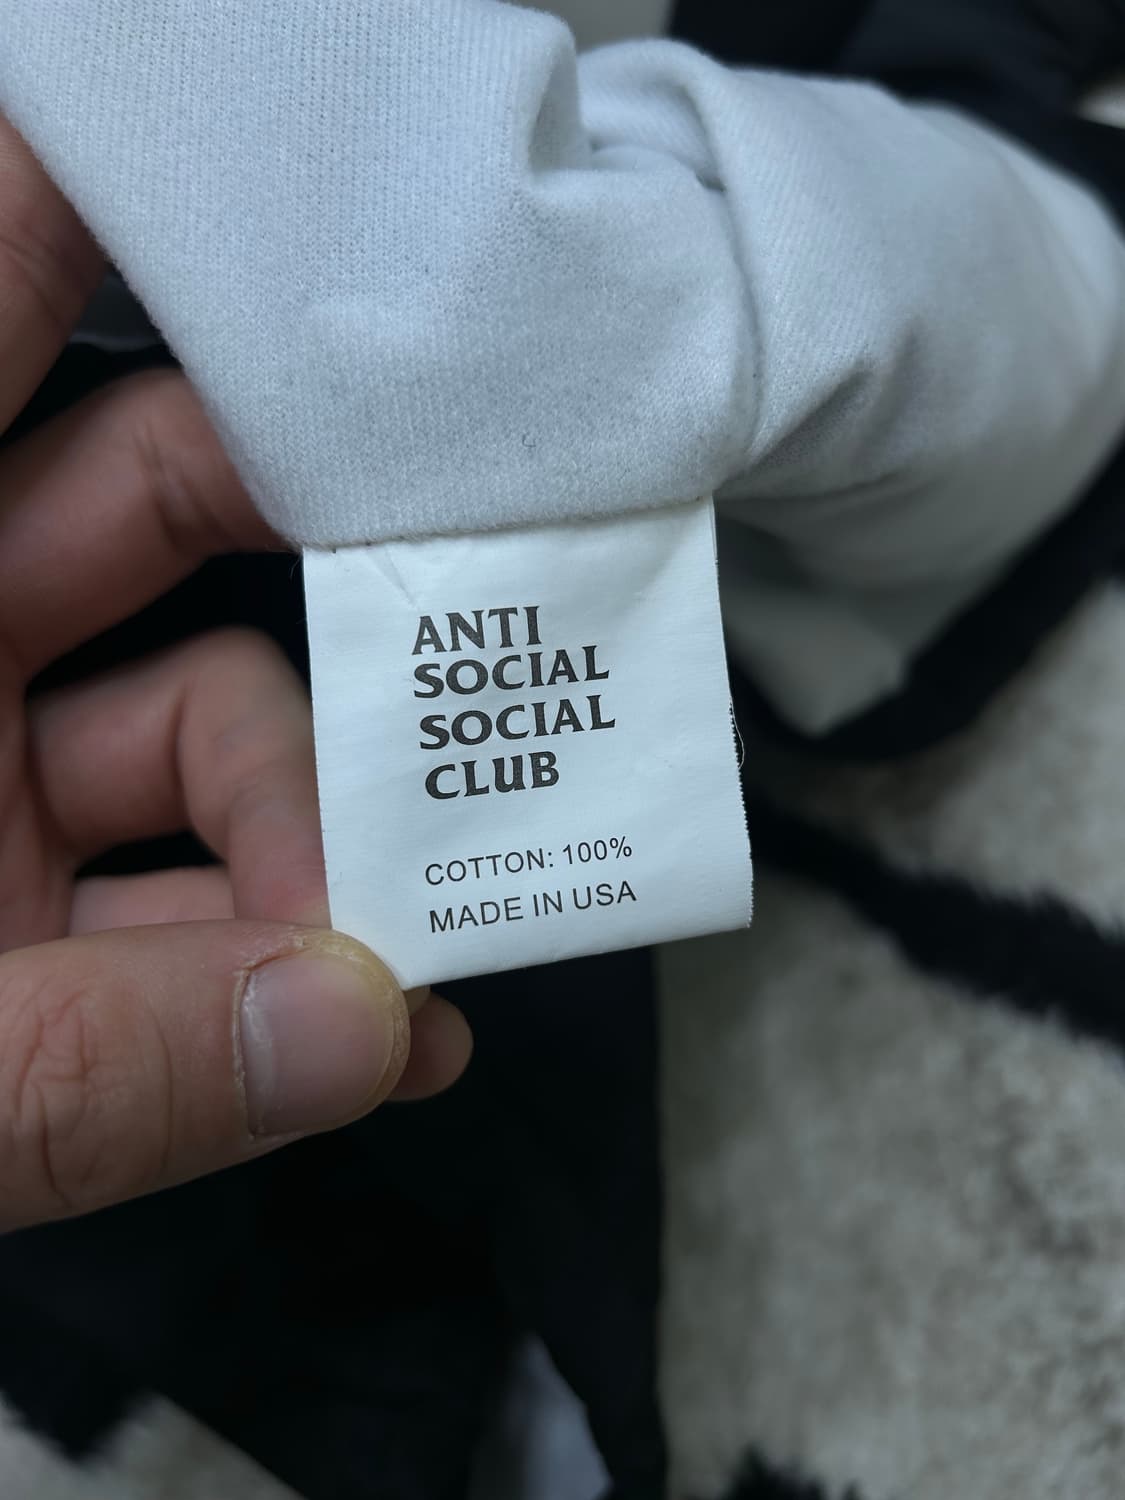 ANTI
SOCIAL
SOCIAL
CLUB
COTTON: 100%
MADE IN USA